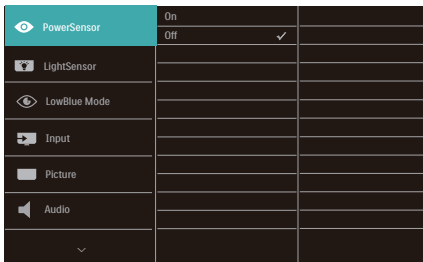 PowerSensor
On
Off
LightSensor
LowBlue Mode
Input
Picture
Audio